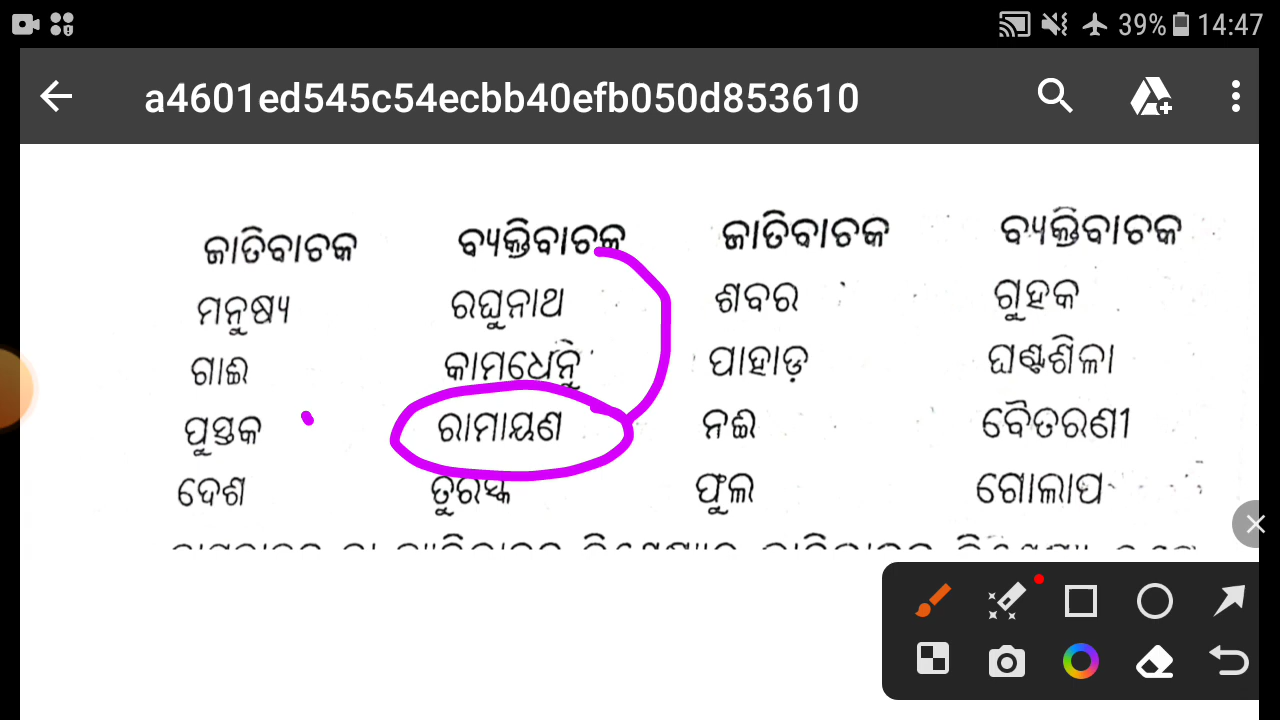 39% 14:47
a4601ed545c54ecbb40efb050d853610
ଜାତିବାଚକ ବ୍ୟକ୍ତିବାଚକ ଜାତିବାଚକ ବ୍ୟକ୍ତିବାଚକ
ମନୁଷ୍ୟ ରଘୁନାଥ ଶବର ଗୁହକ
ଗାଈ କାମଧେନୁ ପାହାଡ଼ ଘଣ୍ଟଶିଳା
ପୁସ୍ତକ ରାମାୟଣ ନଈ ବୈତରଣୀ
ଦେଶ ତୁରସ୍କ ଫୁଲ ଗୋଲାପ